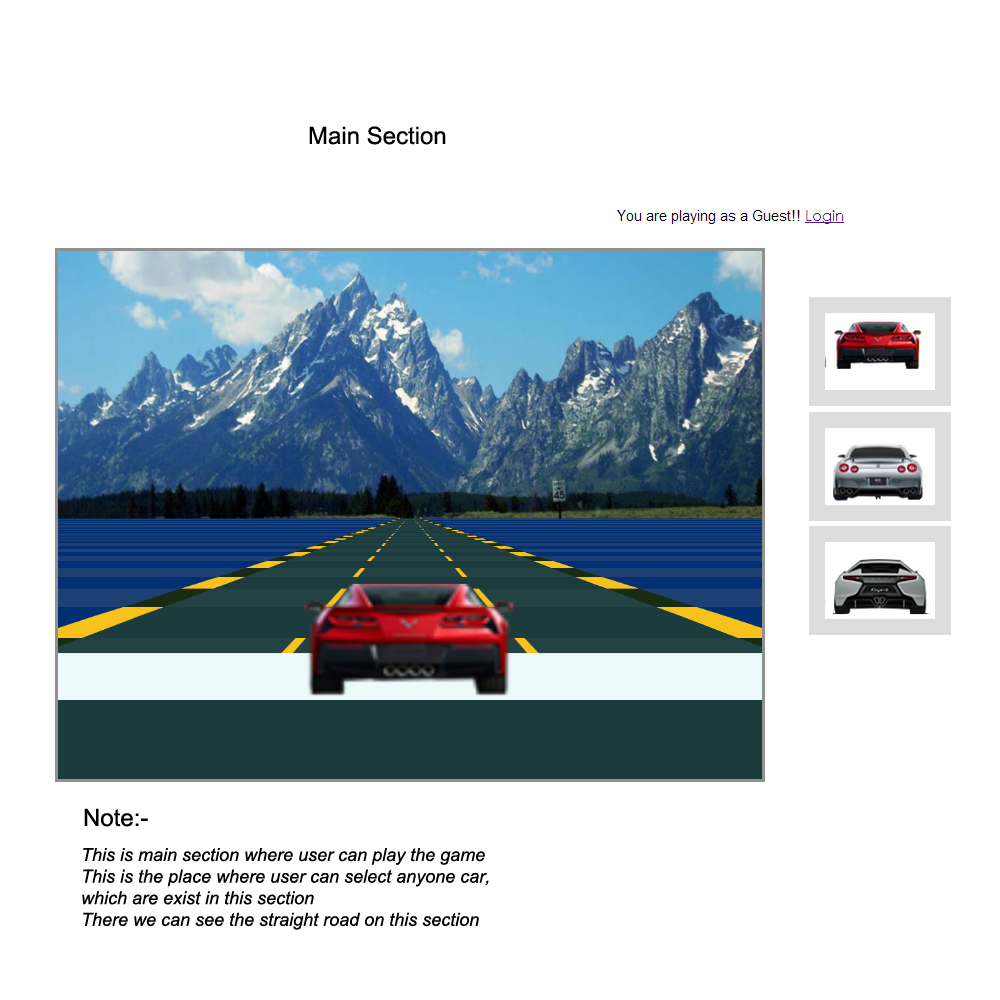 Main Section
You are playing as a Guest!! Login
45
Note:-
This is main section where user can play the game
This is the place where user can select anyone car,
which are exist in this section
There we can see the straight road on this section